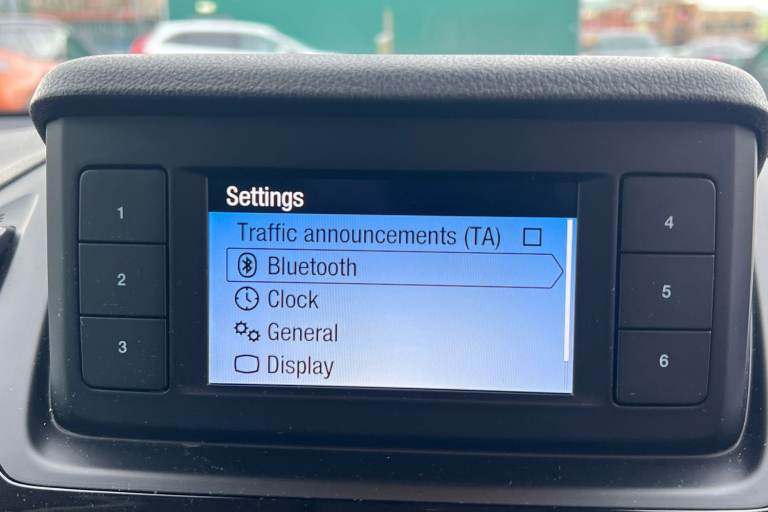 Settings
Traffic announcements (TA)
Bluetooth
Clock
General
Display
1
2
3
4
5
6